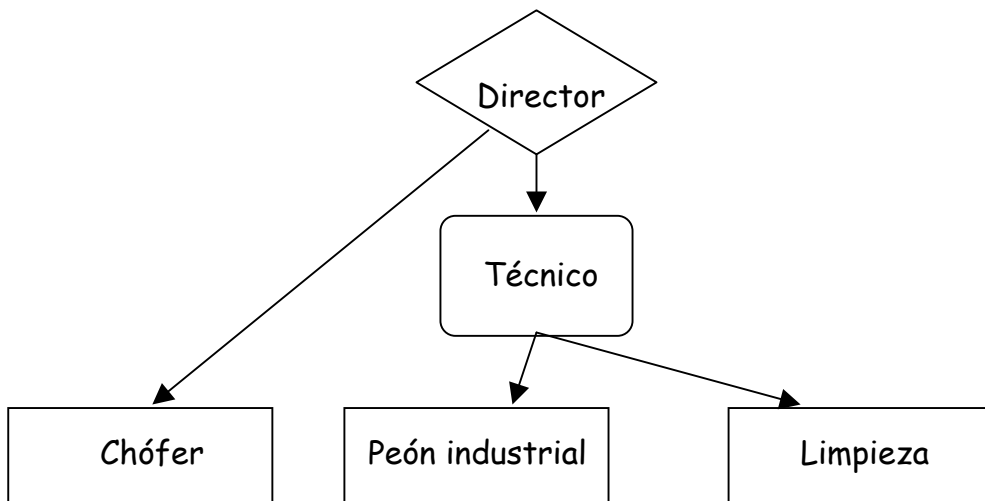 Director
Técnico
Chófer
Peón industrial
Limpieza